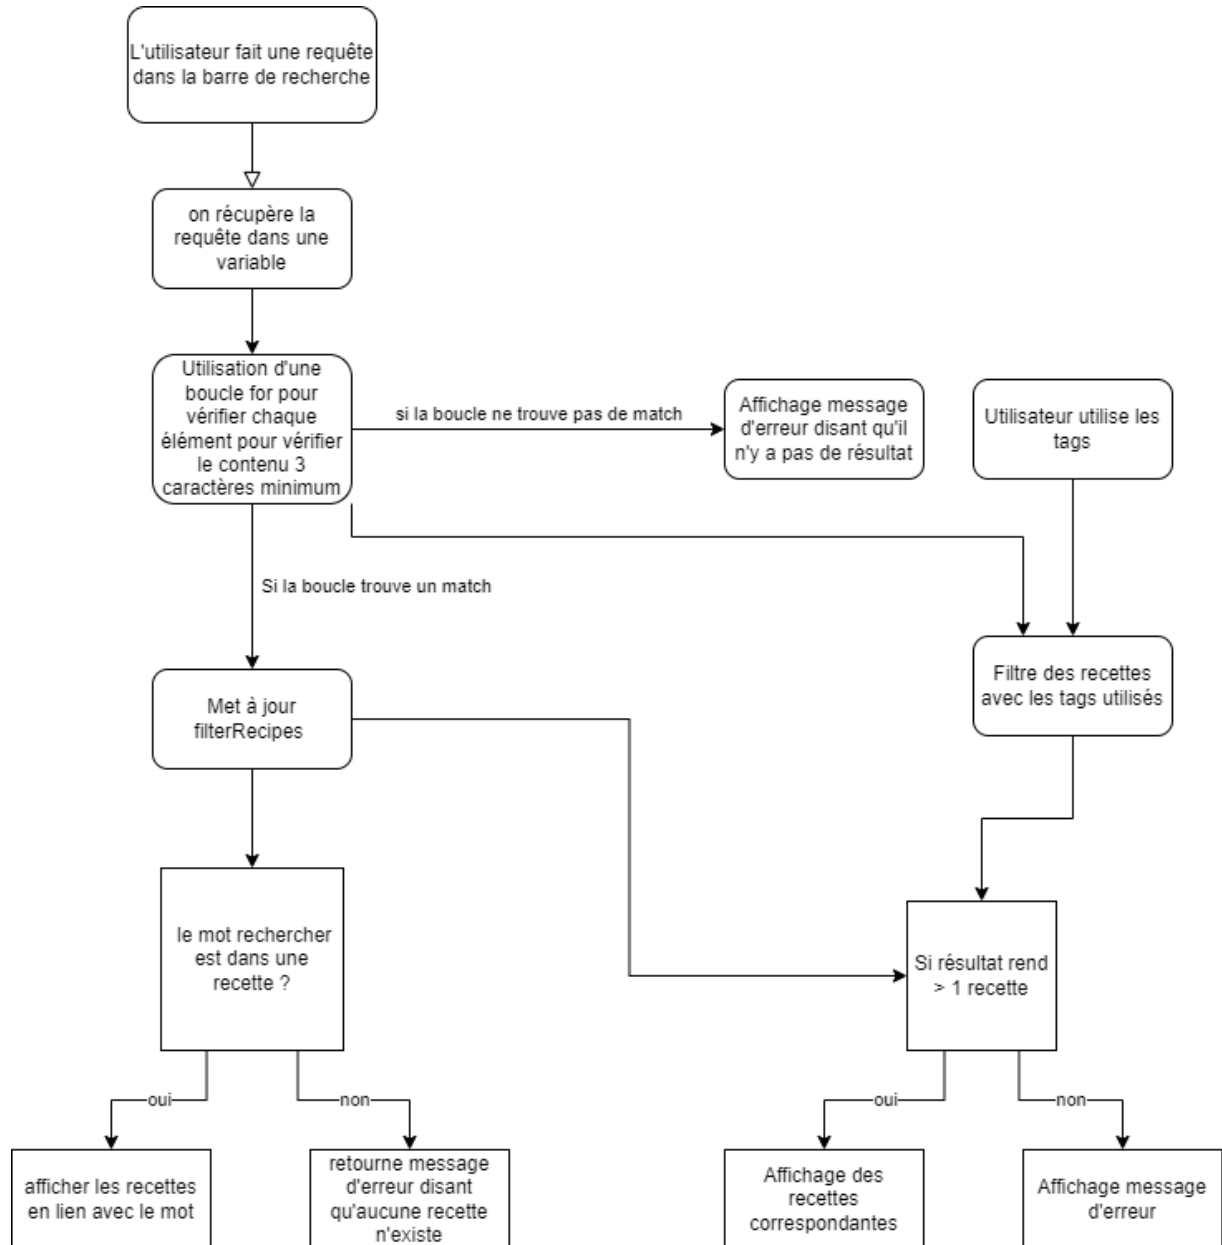 L'utilisateur fait une requête
dans la barre de recherche
on récupère la
requête dans une
variable
Utilisation d'une
boucle for pour
vérifier chaque
élément pour vérifier
le contenu 3
caractères minimum
si la boucle ne trouve pas de match
Affichage message
d'erreur disant qu'il
n'y a pas de résultat
Utilisateur utilise les
tags
Si la boucle trouve un match
Met à jour
filterRecipes
Filtre des recettes
avec les tags utilisés
le mot rechercher
est dans une
recette ?
Si résultat rend
> 1 recette
oui
non
oui
non
afficher les recettes
en lien avec le mot
retourne message
d'erreur disant
qu'aucune recette
n'existe
Affichage des
recettes
correspondantes
Affichage message
d'erreur